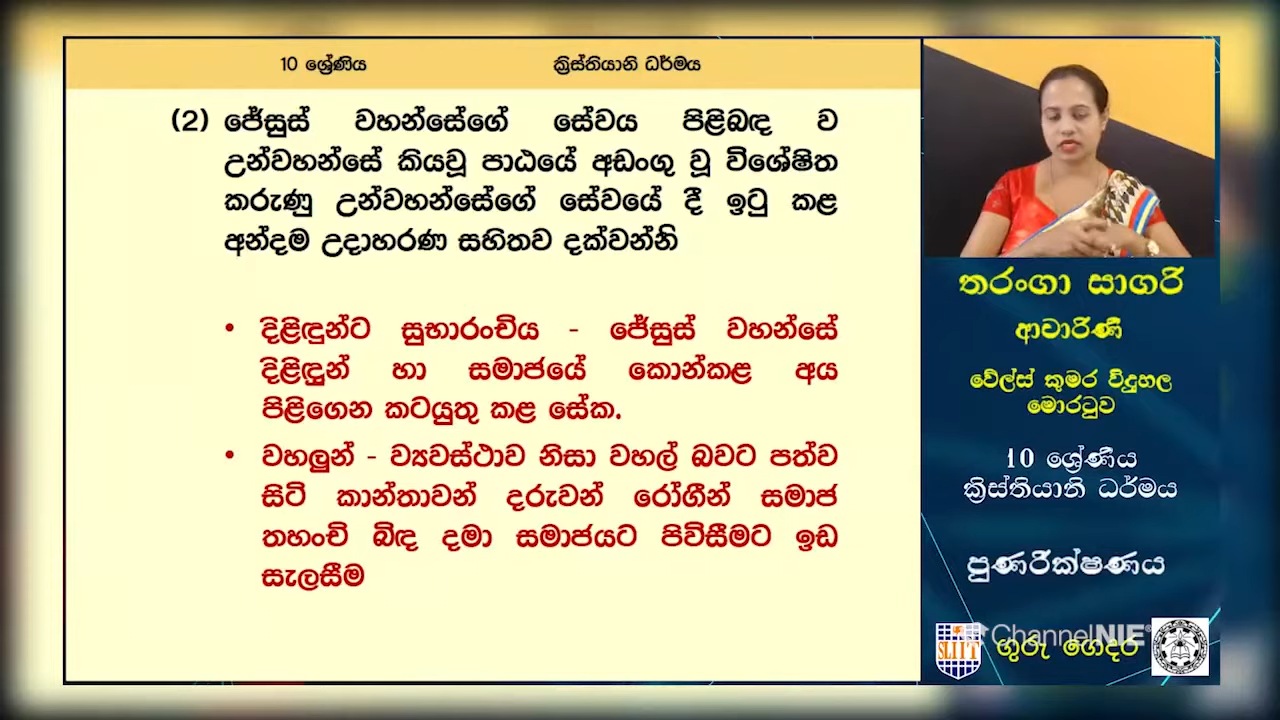 10 ශ්‍රේණිය ක්‍රිස්තියානි ධර්මය
(2) ජේසුස් වහන්සේගේ සේවය පිළිබඳ ව
උන්වහන්සේ කියවූ පාඨයේ අඩංගු වූ විශේෂිත
කරුණු උන්වහන්සේගේ සේවයේ දී ඉටු කළ
අන්දම උදාහරණ සහිතව දක්වන්න
• දිළිඳුන්ට සුභාරංචිය - ජේසුස් වහන්සේ
දිළිඳුන් හා සමාජයේ කොන්කළ අය
පිළිගෙන කටයුතු කළ සේක.
• වහලුන් - ව්‍යවස්ථාව නිසා වහල් බවට පත්ව
සිටි කාන්තාවන් දරුවන් රෝගීන් සමාජ
තහංචි බිඳ දමා සමාජයට පිවිසීමට ඉඩ
සැලසීම
තරංගා සාගරි
ආචාරිණී
වේල්ස් කුමර විදුහල
මොරටුව
10 ශ්‍රේණිය
ක්‍රිස්තියානි ධර්මය
පුණරීක්ෂණය
ChannelNIE
SLIIT
ගුරු ගෙදර